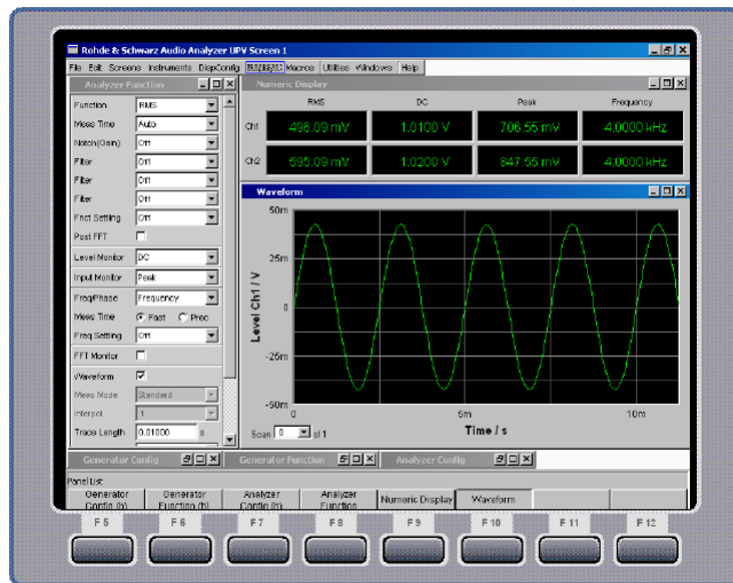 Rohde & Schwarz Audio Analyzer UPV Screen 1
File Edit Screens Instruments DispConfig Macros Utilities Windows Help
Analyzer Function
Function RMS
Meas Time Auto
Notch(Gain) Off
Filter Off
Filter Off
Filter Off
Fnct Settling Off
Post FFT
Level Monitor DC
Input Monitor Peak
Freq/Phase Frequency
Meas Time Fast Prec
Freq Settling Off
FFT Monitor
Waveform
Meas Mode Standard
Interpol 1
Trace Length 0.01000 s
Numeric Display
RMS DC Peak Frequency
Ch1 496.09 mV 1.0100 V 706.55 mV 4.0000 kHz
Ch2 595.09 mV 1.0200 V 847.55 mV 4.0000 kHz
Waveform
Level Ch1 / V
50m
25m
0
-25m
-50m
0 5m 10m
Time / s
Scan 0 of 1
Generator Config Generator Function Analyzer Config
Panel List
Generator Config (h) Generator Function (h) Analyzer Config (h) Analyzer Function Numeric Display Waveform
F 5 F 6 F 7 F 8 F 9 F 10 F 11 F 12